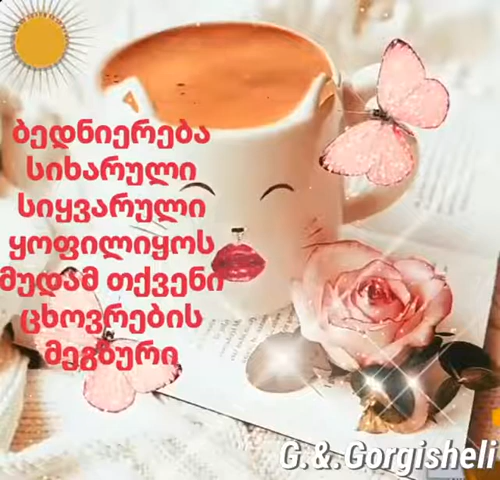 ბედნიერება
სიხარული
სიყვარული
ყოფილიყოს
მუდამ თქვენი
ცხოვრების
მეგზური
G. &. Gorgisheli